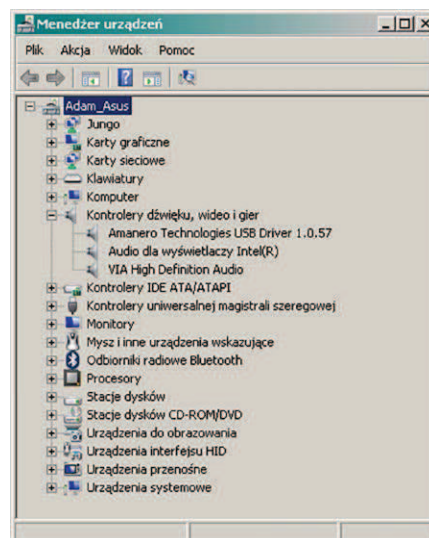 Menedżer urządzeń
Plik Akcja Widok Pomoc
Adam_Asus
Jungo
Karty graficzne
Karty sieciowe
Klawiatury
Komputer
Kontrolery dźwięku, wideo i gier
Amanero Technologies USB Driver 1.0.57
Audio dla wyświetlaczy Intel(R)
VIA High Definition Audio
Kontrolery IDE ATA/ATAPI
Kontrolery uniwersalnej magistrali szeregowej
Monitory
Mysz i inne urządzenia wskazujące
Odbiorniki radiowe Bluetooth
Procesory
Stacje dysków
Stacje dysków CD-ROM/DVD
Urządzenia do obrazowania
Urządzenia interfejsu HID
Urządzenia przenośne
Urządzenia systemowe